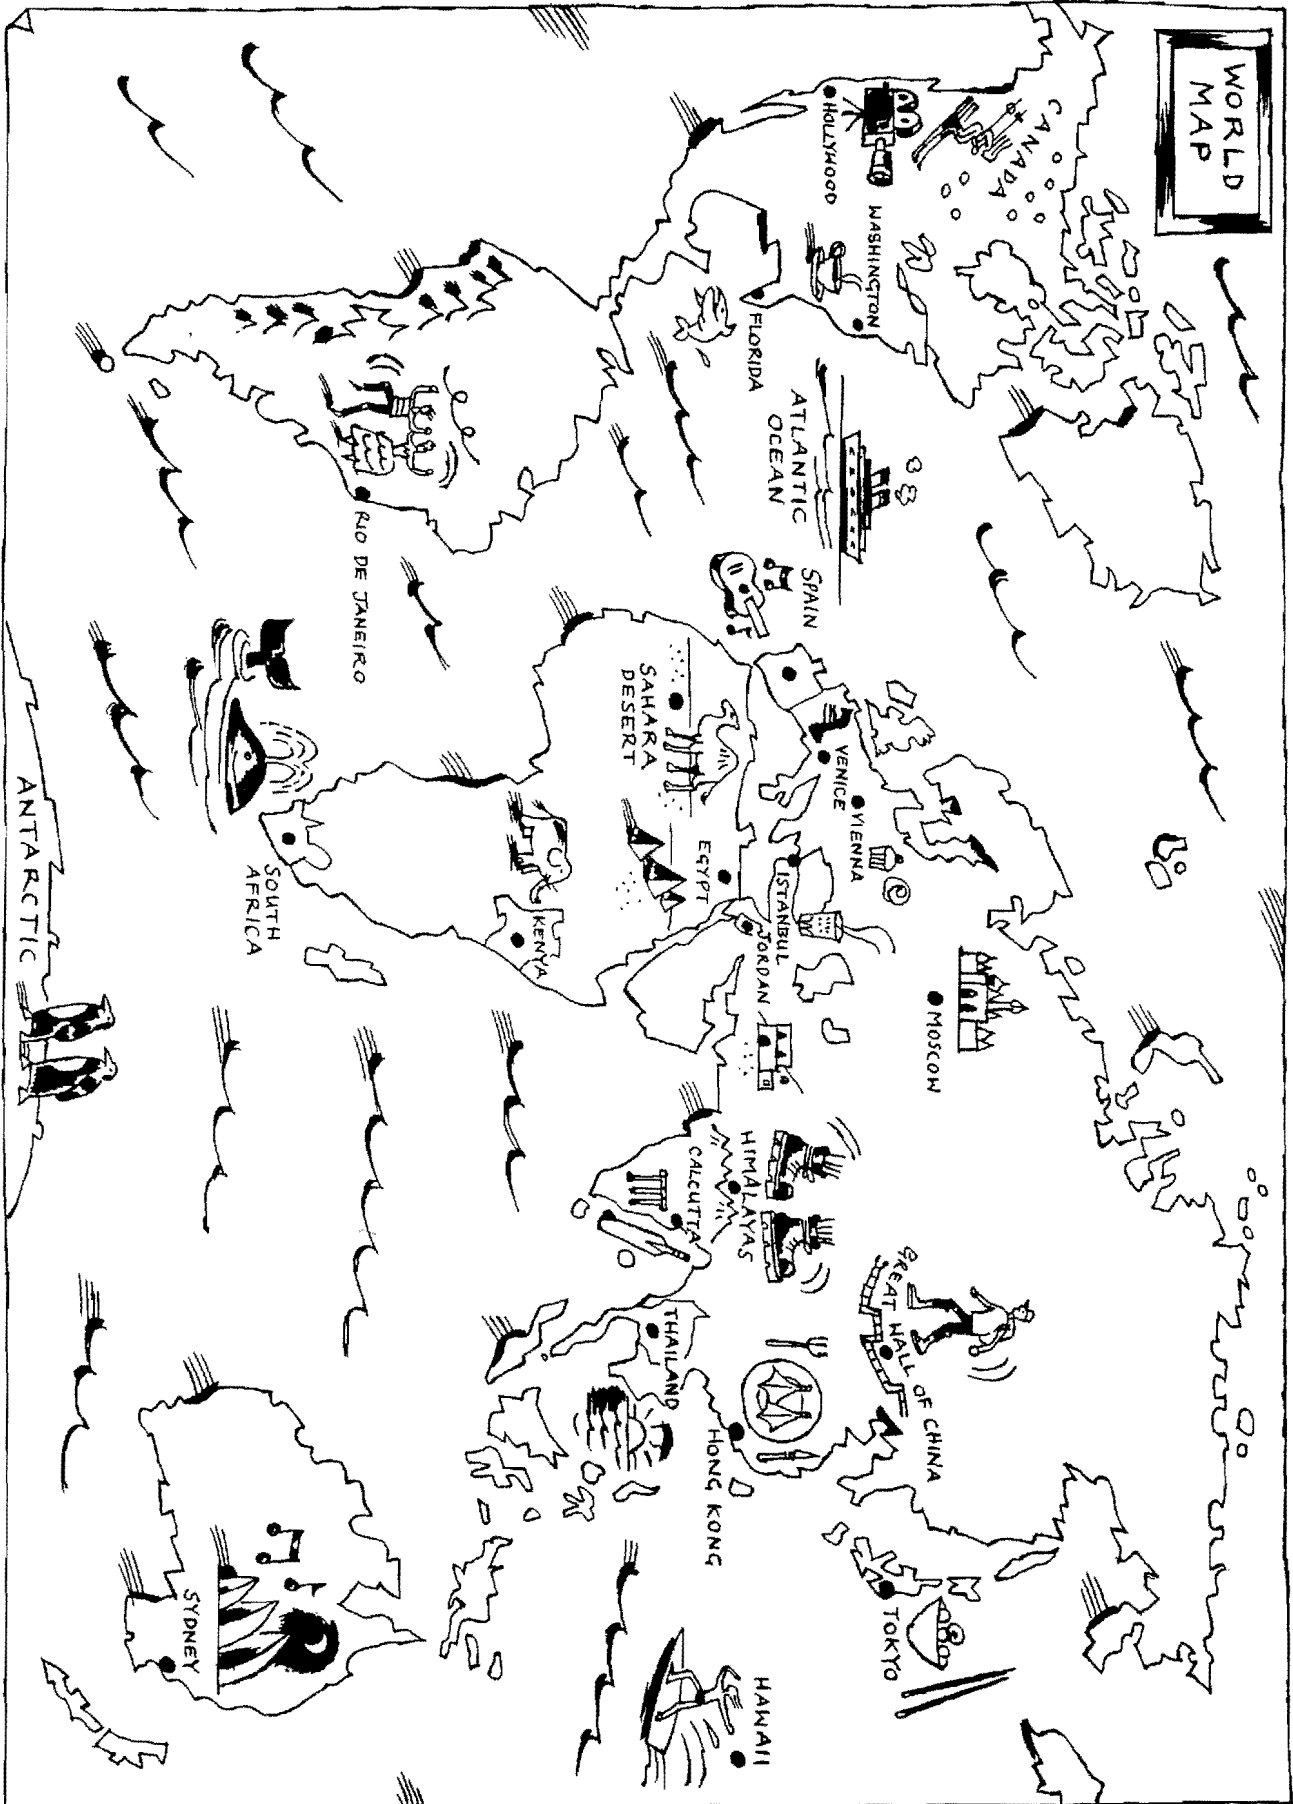 WORLD
MAP
CANADA
HOLLYWOOD
WASHINGTON
FLORIDA
ATLANTIC
OCEAN
RIO DE JANEIRO
SPAIN
VENICE
VIENNA
ISTANBUL
MOSCOW
SAHARA
DESERT
EGYPT
JORDAN
KENYA
SOUTH
AFRICA
HIMALAYAS
CALCUTTA
GREAT WALL OF CHINA
THAILAND
HONG KONG
TOKYO
HAWAII
SYDNEY
ANTARCTIC